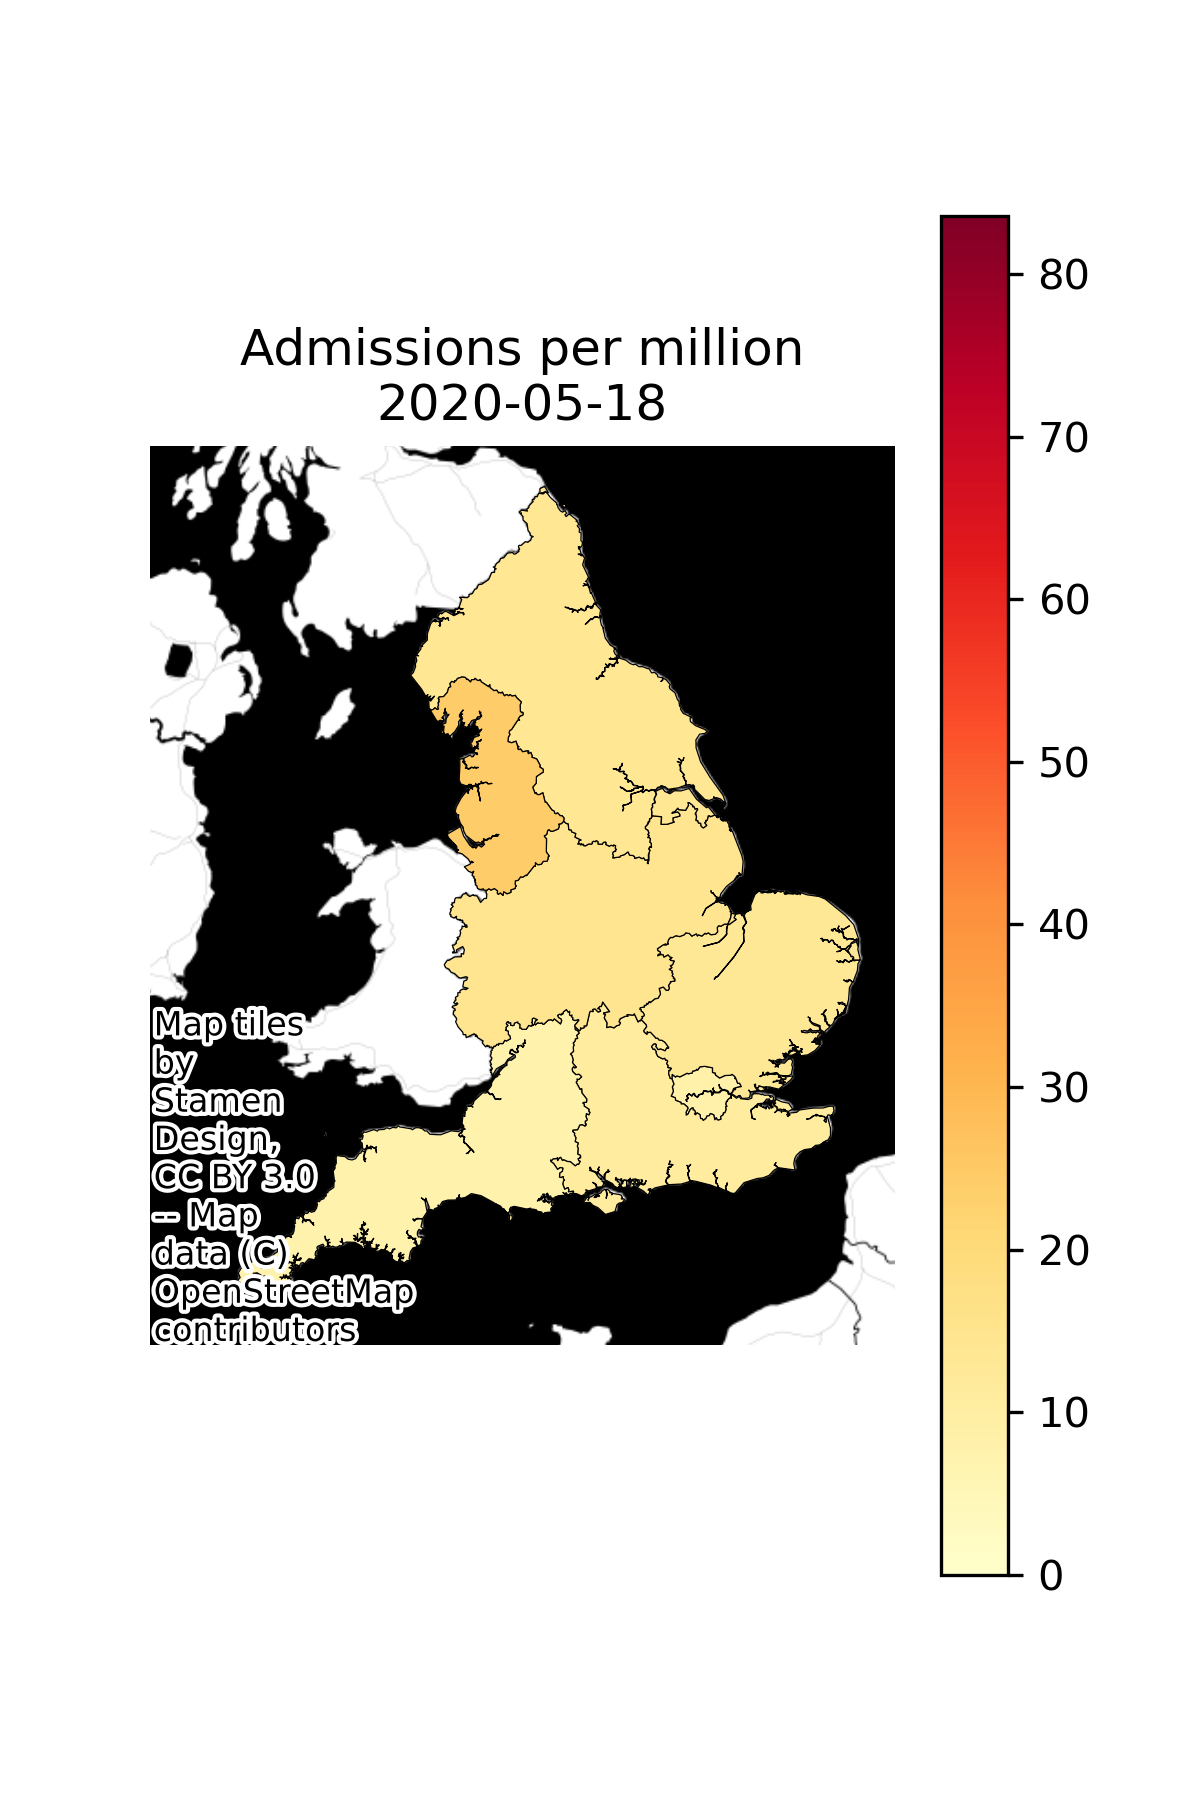 Admissions per million
2020-05-18
80
70
60
50
40
30
20
10
0
Map tiles
by
Stamen
Design,
CC BY 3.0
-- Map
data (C)
OpenStreetMap
contributors